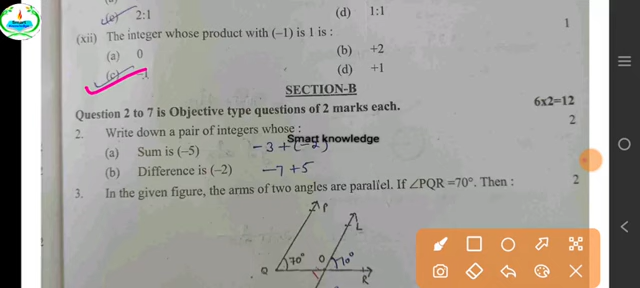 (c) 2:1 (d) 1:1
1
(xii) The integer whose product with (−1) is 1 is :
(a) 0 (b) +2
(c) -1 (d) +1
SECTION-B
Question 2 to 7 is Objective type questions of 2 marks each. 6x2=12
2. Write down a pair of integers whose : 2
Smart knowledge
(a) Sum is (−5) −3+(−2)
(b) Difference is (−2) −7+5
3. In the given figure, the arms of two angles are parallel. If ∠PQR =70°. Then : 2
P
L
Q 70° O 70° R